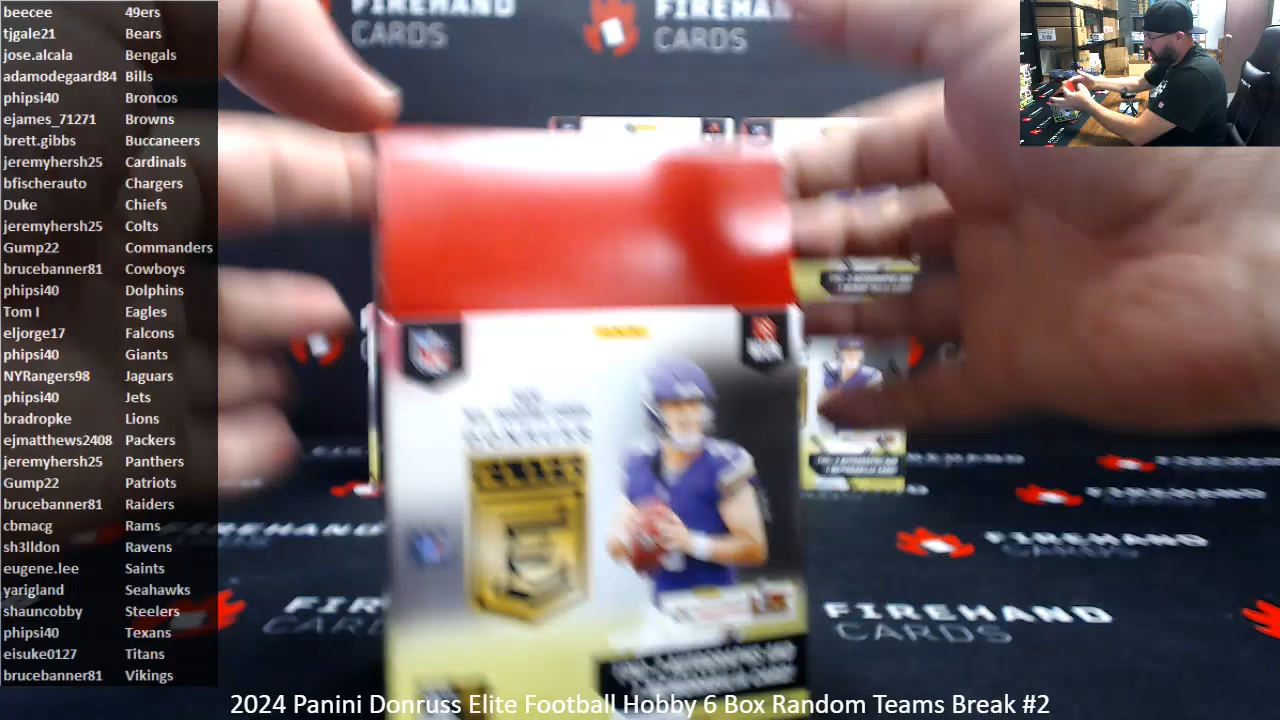 beecee 49ers
tjgale21 Bears
jose.alcala Bengals
adamodegaard84 Bills
phipsi40 Broncos
ejames_71271 Browns
brett.gibbs Buccaneers
jeremyhersh25 Cardinals
bfischerauto Chargers
Duke Chiefs
jeremyhersh25 Colts
Gump22 Commanders
brucebanner81 Cowboys
phipsi40 Dolphins
Tom I Eagles
eljorge17 Falcons
phipsi40 Giants
NYRangers98 Jaguars
phipsi40 Jets
bradropke Lions
ejmatthews2408 Packers
jeremyhersh25 Panthers
Gump22 Patriots
brucebanner81 Raiders
cbmacg Rams
sh3lldon Ravens
eugene.lee Saints
yarigland Seahawks
shauncobby Steelers
phipsi40 Texans
eisuke0127 Titans
brucebanner81 Vikings
FIREHAND
CARDS
FIREHAND
CARDS
ELITE
FIREHAND
CARDS
2024 Panini Donruss Elite Football Hobby 6 Box Random Teams Break #2